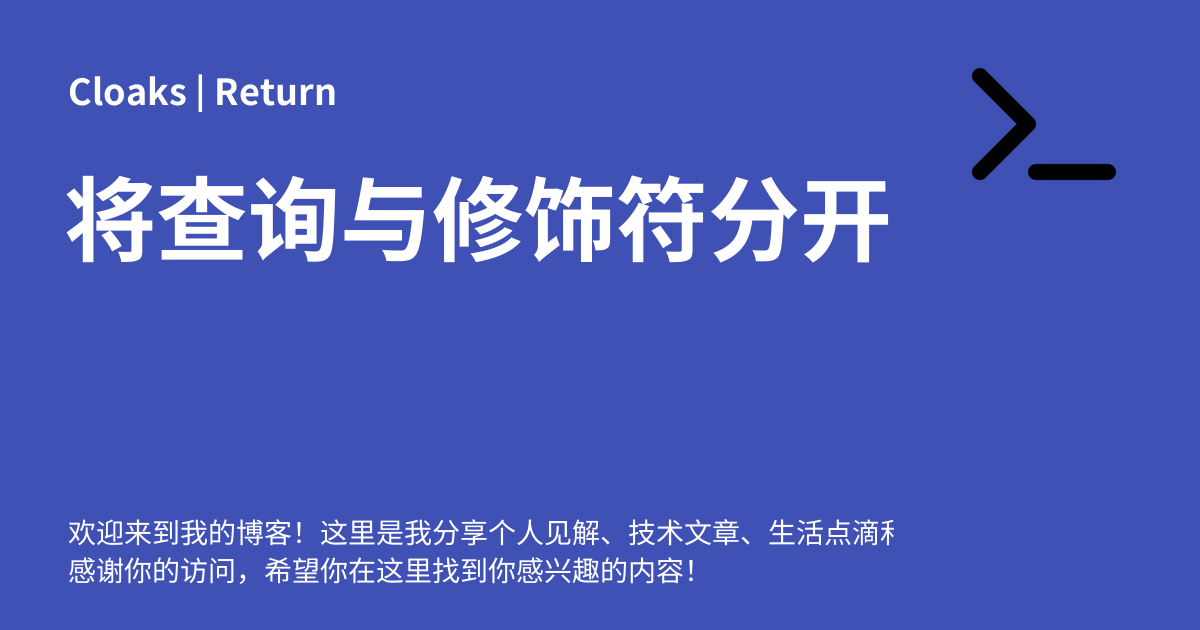 Cloaks | Return
将查询与修饰符分开
欢迎来到我的博客！这里是我分享个人见解、技术文章、生活点滴
感谢你的访问，希望你在这里找到你感兴趣的内容！